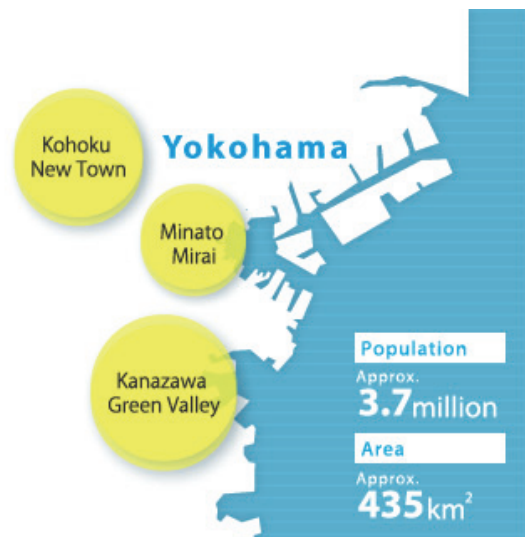 Kohoku
New Town
Yokohama
Minato
Mirai
Kanazawa
Green Valley
Population
Approx.
3.7million
Area
Approx.
435km²